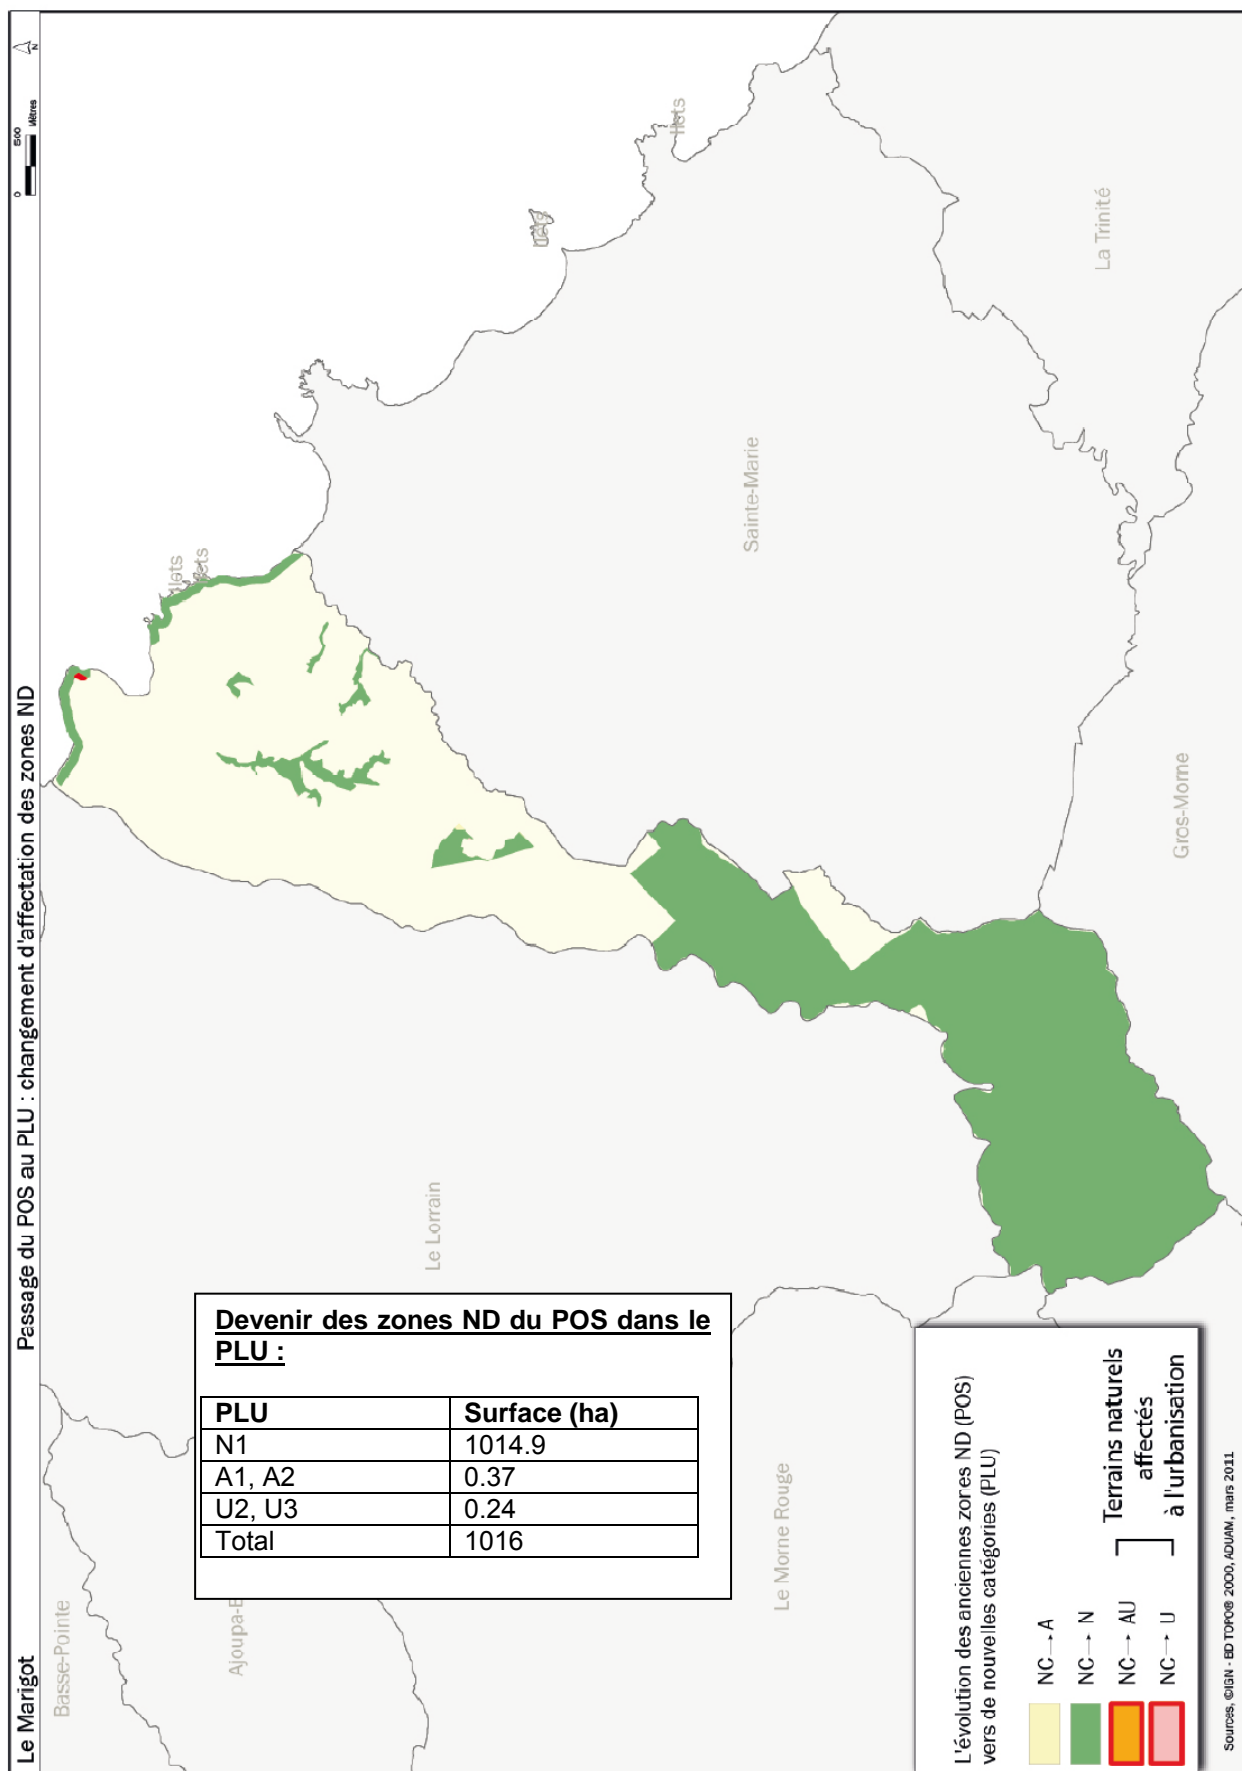 Le Marigot
Passage du POS au PLU : changement d'affectation des zones ND
0
500
Mètres
N
Basse-Pointe
Ajoupa-B
Le Lorrain
Le Morne Rouge
Sainte-Marie
Gros-Morne
La Trinité
Ilets
Ilets
Ilets
Ilets
Devenir des zones ND du POS dans le
PLU :
PLU Surface (ha)
N1 1014.9
A1, A2 0.37
U2, U3 0.24
Total 1016
L'évolution des anciennes zones ND (POS)
vers de nouvelles catégories (PLU)
NC→ A
NC→ N
NC→ AU
NC→ U
Terrains naturels
affectés
à l'urbanisation
Sources, ©IGN - BD TOPO® 2000, ADUAM, mars 2011